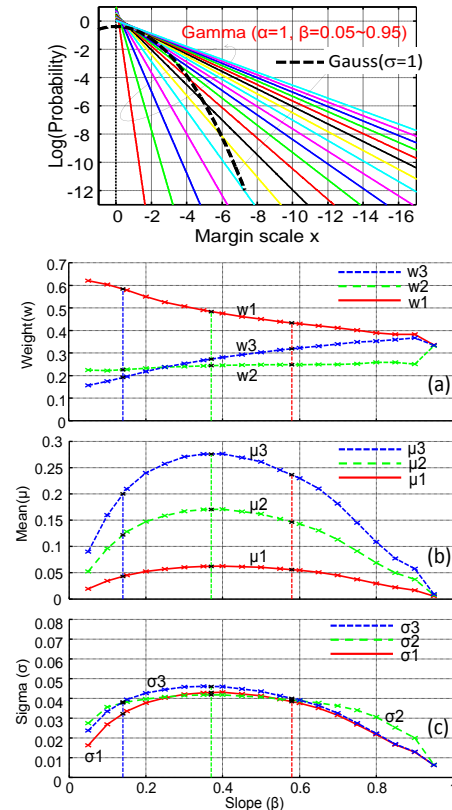 Gamma (α=1, β=0.05~0.95)
Gauss(σ=1)
Log(Probability)
0
-2
-4
-6
-8
-10
-12
0 -2 -4 -6 -8 -10 -12 -14 -16
Margin scale x
Weight(w)
0.7
0.6
0.5
0.4
0.3
0.2
0.1
0
w3
w2
w1
w1
w3
w2
(a)
Mean(μ)
0.3
0.25
0.2
0.15
0.1
0.05
0
μ3
μ2
μ1
μ3
μ2
μ1
(b)
Sigma (σ)
0.08
0.07
0.06
0.05
0.04
0.03
0.02
0.01
0
σ3
σ2
σ1
σ3
σ2
σ1
(c)
0 0.2 0.4 0.6 0.8 1
Slope (β)